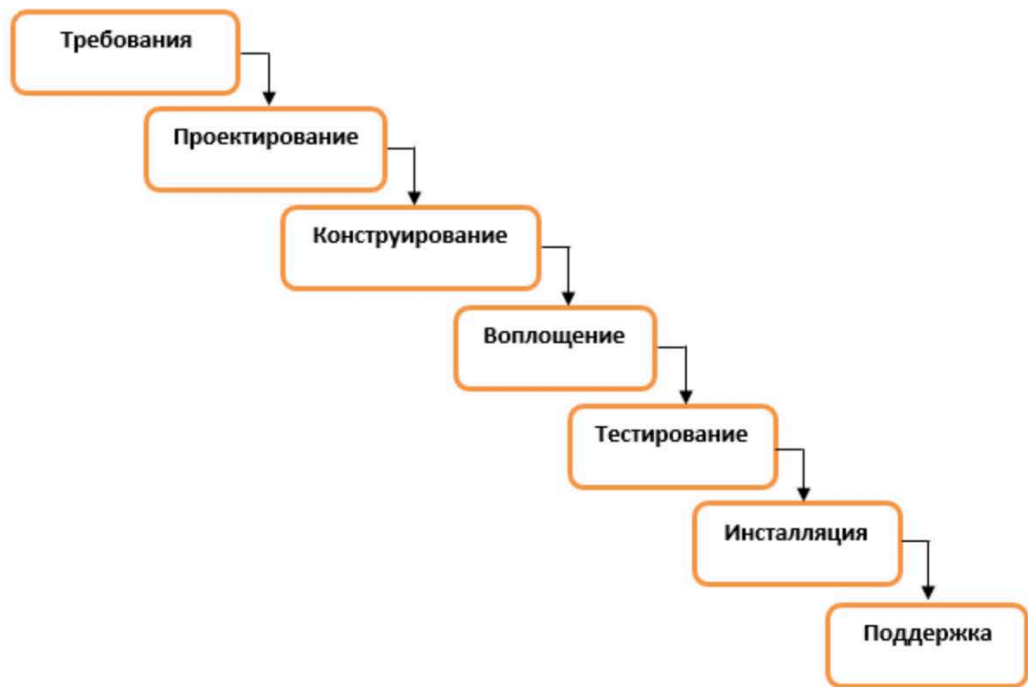 Требования
Проектирование
Конструирование
Воплощение
Тестирование
Инсталляция
Поддержка